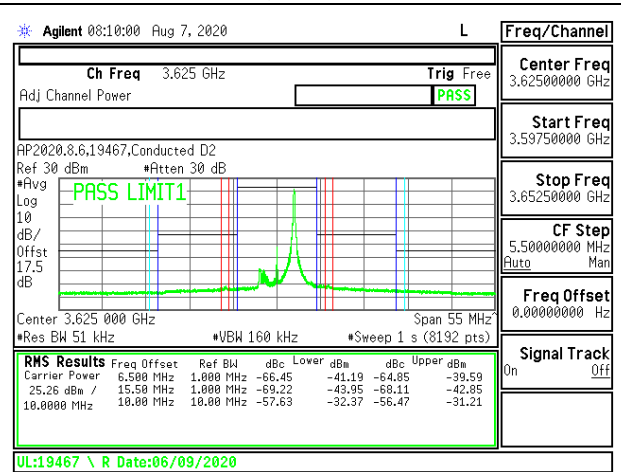 Agilent 08:10:00 Aug 7, 2020 L Freq/Channel
Ch Freq 3.625 GHz Trig Free
Adj Channel Power PASS
Center Freq
3.62500000 GHz
Start Freq
3.59750000 GHz
AP2020.8.6,19467,Conducted D2
Ref 30 dBm #Atten 30 dB
#Avg
Log
10
dB/
Offst
17.5
dB
PASS LIMIT1
Stop Freq
3.65250000 GHz
CF Step
5.50000000 MHz
Auto Man
Freq Offset
0.00000000 Hz
Center 3.625 000 GHz Span 55 MHz^
#Res BW 51 kHz #VBW 160 kHz #Sweep 1 s (8192 pts)
Signal Track
On Off
RMS Results Freq Offset Ref BW dBc Lower dBm dBc Upper dBm
Carrier Power 6.500 MHz 1.000 MHz -66.45 -41.19 -64.85 -39.59
25.26 dBm / 15.50 MHz 1.000 MHz -69.22 -43.95 -68.11 -42.85
10.0000 MHz 10.00 MHz 10.00 MHz -57.63 -32.37 -56.47 -31.21
UL:19467 \ R Date:06/09/2020